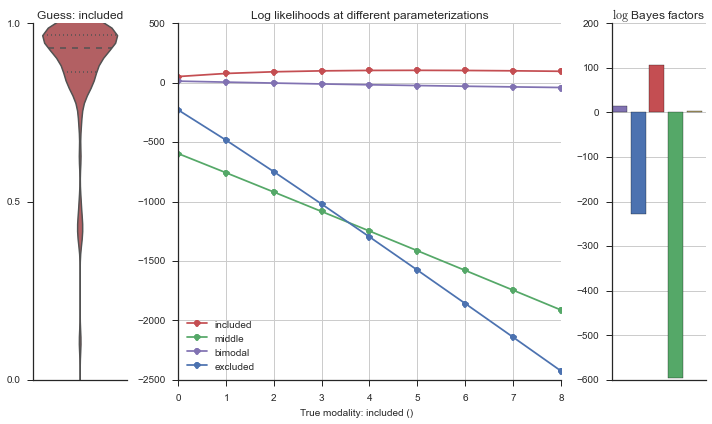 Guess: included
1.0
0.5
0.0
Log likelihoods at different parameterizations
500
0
−500
−1000
−1500
−2000
−2500
included
middle
bimodal
excluded
0 1 2 3 4 5 6 7 8
True modality: included ()
log Bayes factors
200
100
0
−100
−200
−300
−400
−500
−600